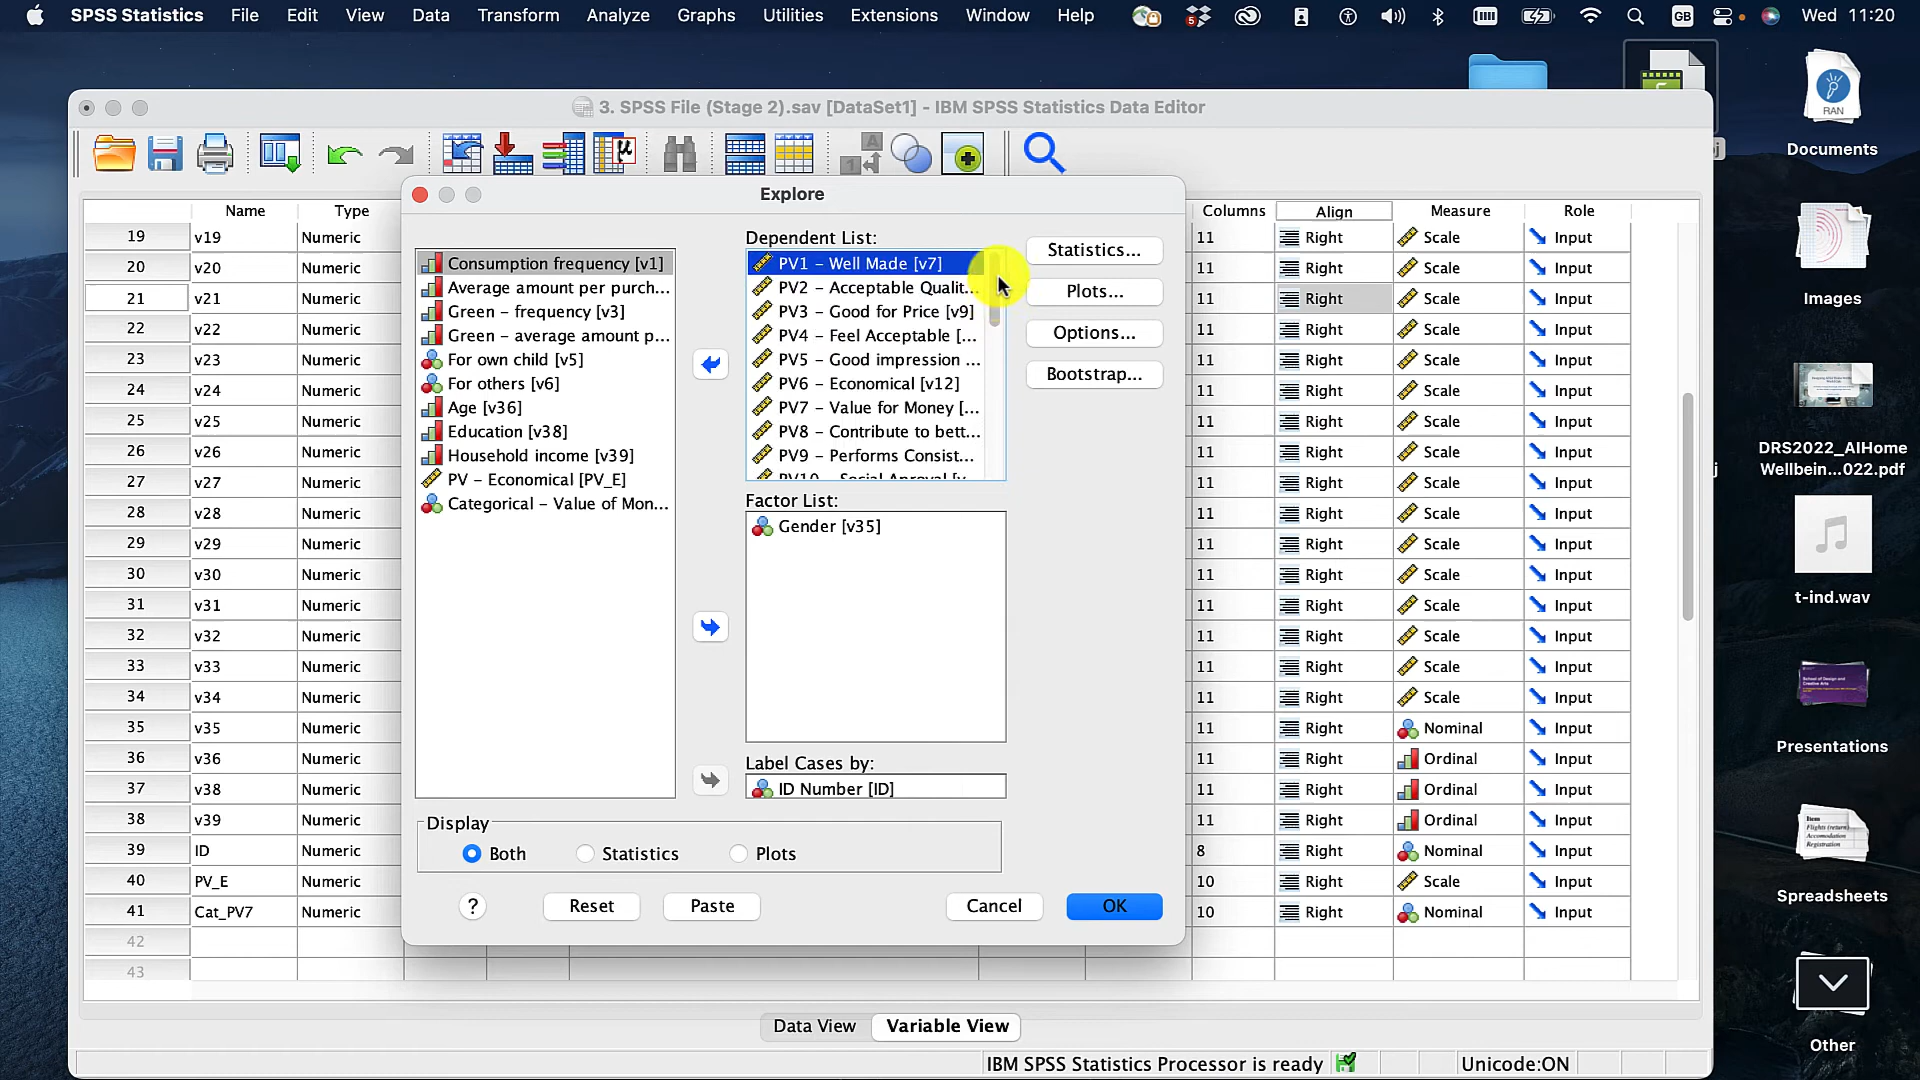 SPSS Statistics File Edit View Data Transform Analyze Graphs Utilities Extensions Window Help GB Wed 11:20
3. SPSS File (Stage 2).sav [DataSet1] - IBM SPSS Statistics Data Editor
RAN
Documents
Images
DRS2022_AIHome
Wellbein...022.pdf
t-ind.wav
Presentations
Spreadsheets
Other
Name Type Columns Align Measure Role
19 v19 Numeric 11 Right Scale Input
20 v20 Numeric 11 Right Scale Input
21 v21 Numeric 11 Right Scale Input
22 v22 Numeric 11 Right Scale Input
23 v23 Numeric 11 Right Scale Input
24 v24 Numeric 11 Right Scale Input
25 v25 Numeric 11 Right Scale Input
26 v26 Numeric 11 Right Scale Input
27 v27 Numeric 11 Right Scale Input
28 v28 Numeric 11 Right Scale Input
29 v29 Numeric 11 Right Scale Input
30 v30 Numeric 11 Right Scale Input
31 v31 Numeric 11 Right Scale Input
32 v32 Numeric 11 Right Scale Input
33 v33 Numeric 11 Right Scale Input
34 v34 Numeric 11 Right Scale Input
35 v35 Numeric 11 Right Nominal Input
36 v36 Numeric 11 Right Ordinal Input
37 v38 Numeric 11 Right Ordinal Input
38 v39 Numeric 11 Right Ordinal Input
39 ID Numeric 8 Right Nominal Input
40 PV_E Numeric 10 Right Scale Input
41 Cat_PV7 Numeric 10 Right Nominal Input
42
43
Explore
Consumption frequency [v1]
Average amount per purch...
Green - frequency [v3]
Green - average amount p...
For own child [v5]
For others [v6]
Age [v36]
Education [v38]
Household income [v39]
PV - Economical [PV_E]
Categorical - Value of Mon...
Dependent List:
PV1 - Well Made [v7]
PV2 - Acceptable Qualit...
PV3 - Good for Price [v9]
PV4 - Feel Acceptable [...
PV5 - Good impression ...
PV6 - Economical [v12]
PV7 - Value for Money [...
PV8 - Contribute to bett...
PV9 - Performs Consist...
PV10 - Social Aproval [v...
Factor List:
Gender [v35]
Label Cases by:
ID Number [ID]
Statistics...
Plots...
Options...
Bootstrap...
Display
Both Statistics Plots
? Reset Paste Cancel OK
Data View Variable View
IBM SPSS Statistics Processor is ready Unicode:ON